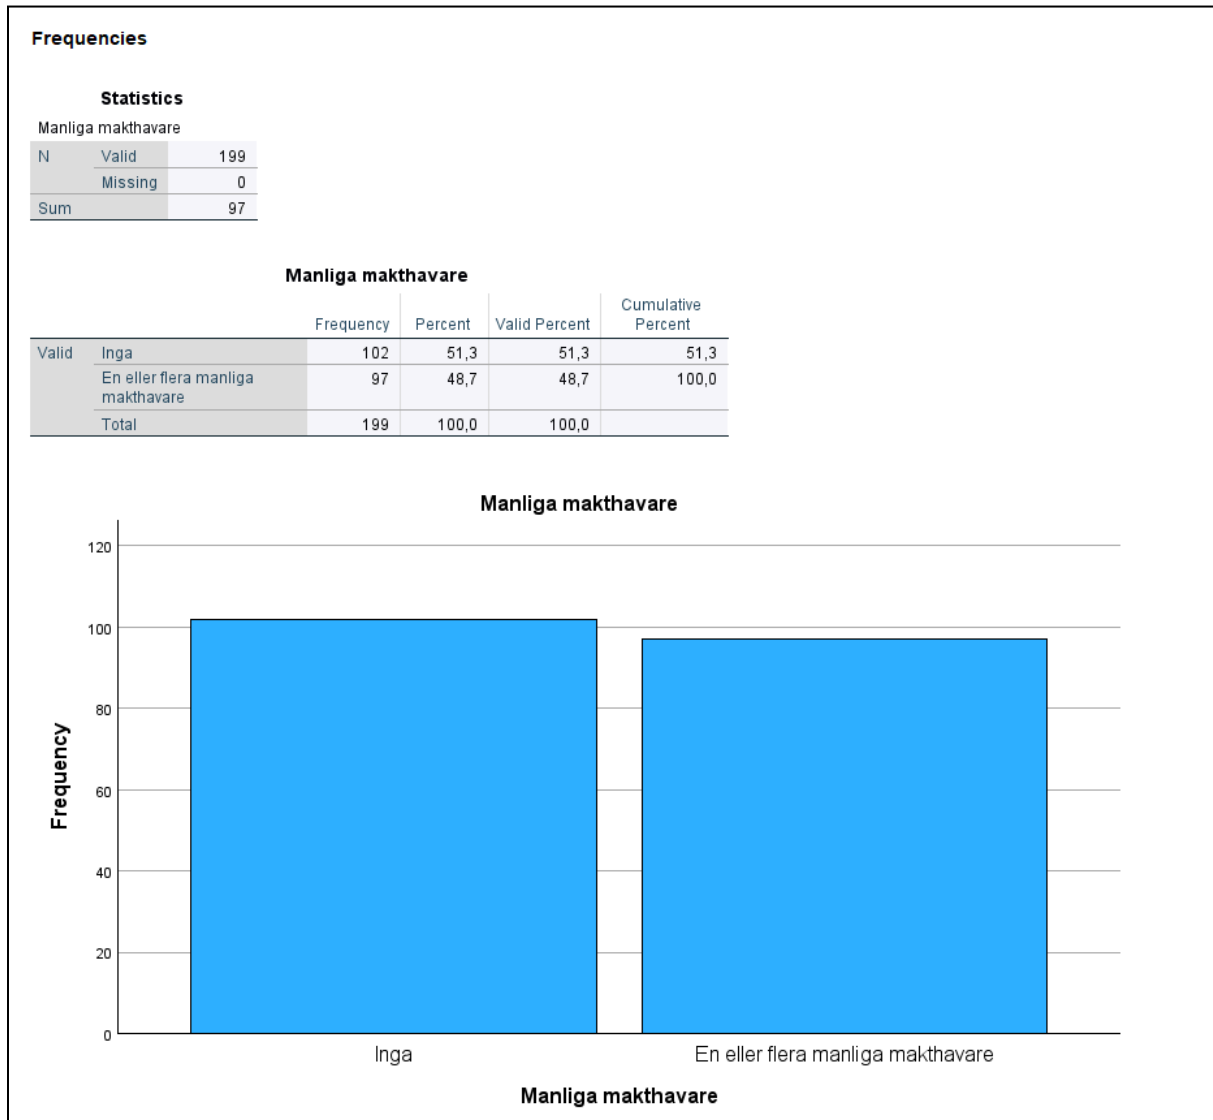 Frequencies
Statistics
Manliga makthavare
N Valid 199
Missing 0
Sum 97
Manliga makthavare
Frequency Percent Valid Percent Cumulative Percent
Valid Inga 102 51,3 51,3 51,3
En eller flera manliga makthavare 97 48,7 48,7 100,0
Total 199 100,0 100,0
Manliga makthavare
120
100
80
60
40
20
0
Frequency
Inga En eller flera manliga makthavare
Manliga makthavare